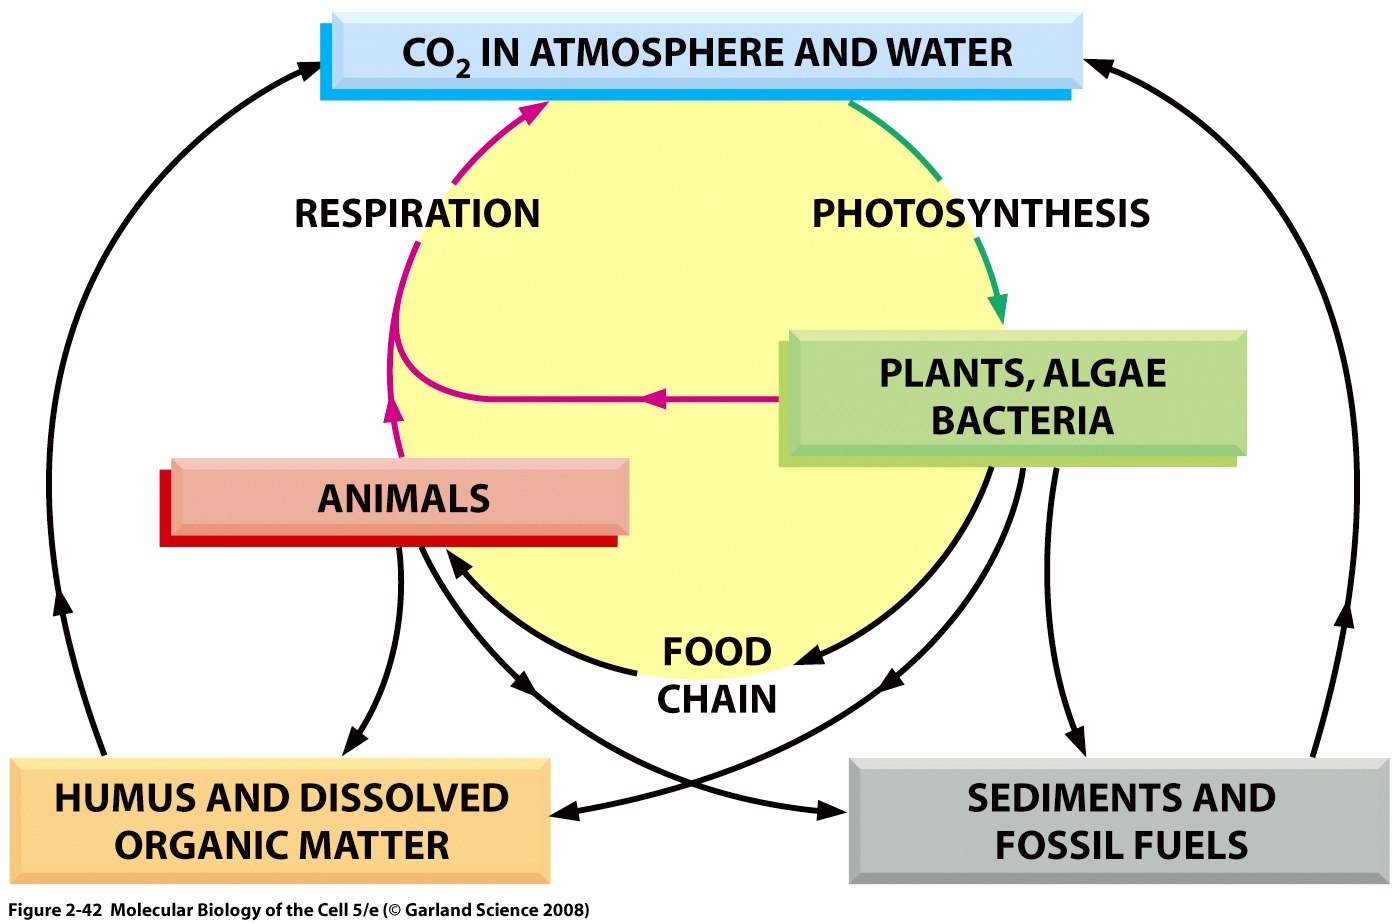 CO₂ IN ATMOSPHERE AND WATER
RESPIRATION
PHOTOSYNTHESIS
PLANTS, ALGAE
BACTERIA
ANIMALS
FOOD
CHAIN
HUMUS AND DISSOLVED
ORGANIC MATTER
SEDIMENTS AND
FOSSIL FUELS
Figure 2-42 Molecular Biology of the Cell 5/e (© Garland Science 2008)